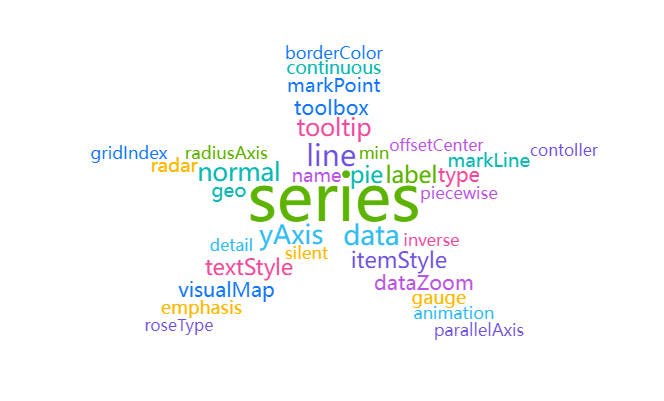 borderColor
continuous
markPoint
toolbox
tooltip
line min offsetCenter contoller
gridIndex radiusAxis markLine
radar normal name pie label type
geo series piecewise
yAxis data inverse
detail silent itemStyle
textStyle dataZoom
visualMap gauge
emphasis animation
roseType parallelAxis